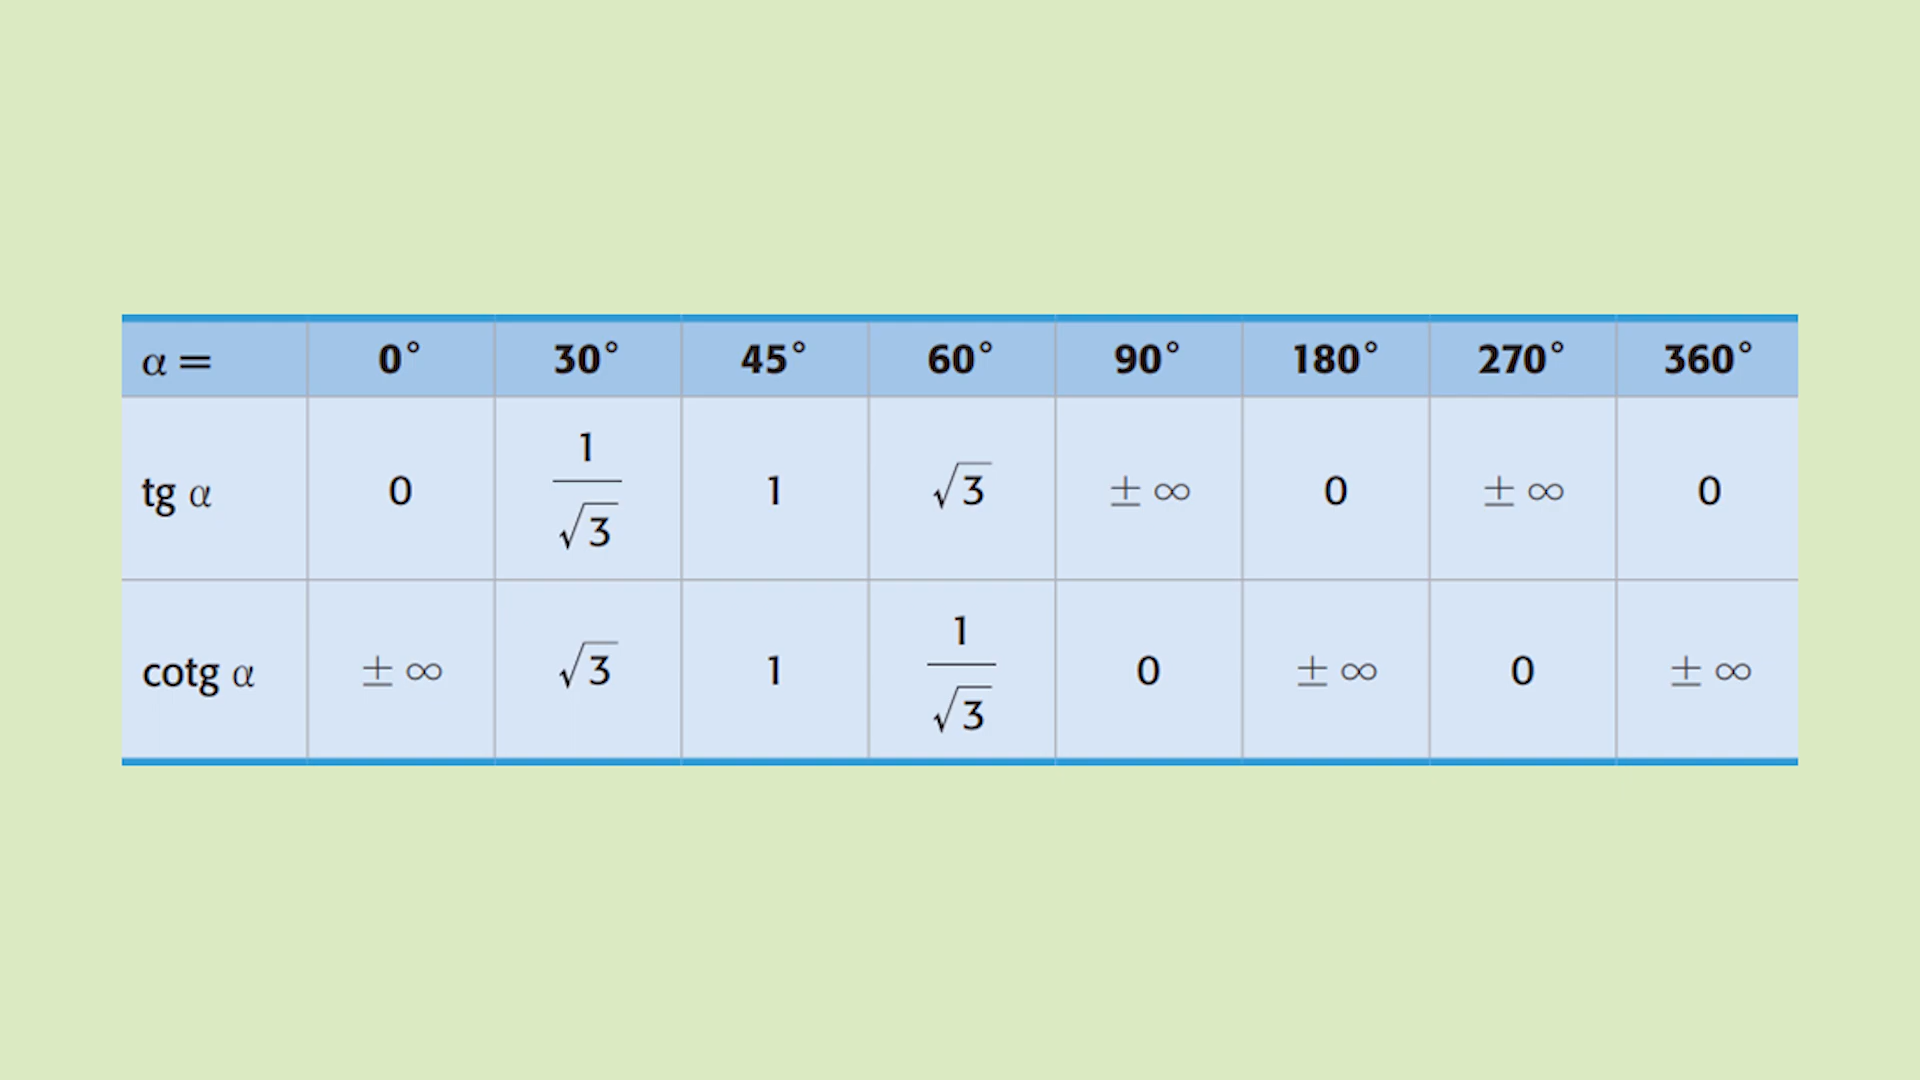 α = 0° 30° 45° 60° 90° 180° 270° 360°
tg α 0 1/√3 1 √3 ± ∞ 0 ± ∞ 0
cotg α ± ∞ √3 1 1/√3 0 ± ∞ 0 ± ∞